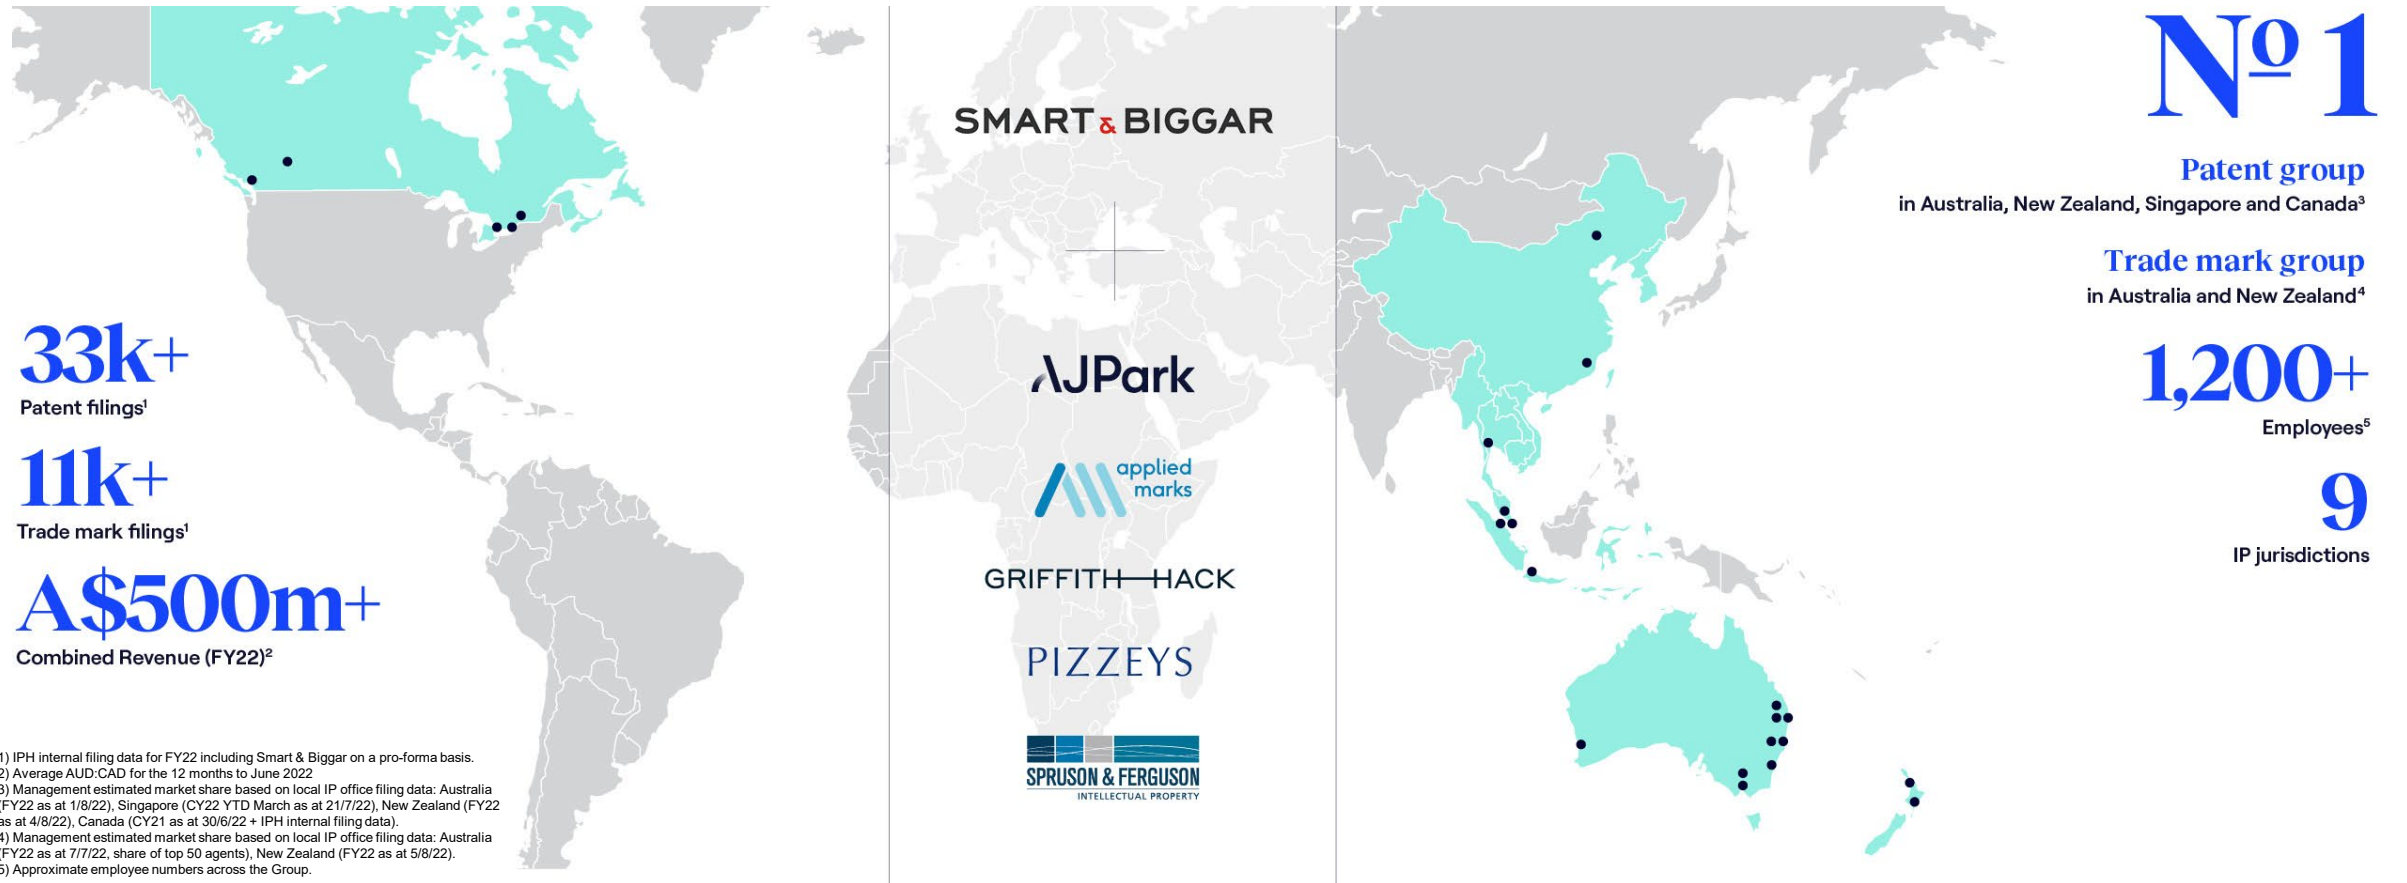 33k+
Patent filings¹
11k+
Trade mark filings¹
A$500m+
Combined Revenue (FY22)²
1) IPH internal filing data for FY22 including Smart & Biggar on a pro-forma basis.
2) Average AUD:CAD for the 12 months to June 2022
3) Management estimated market share based on local IP office filing data: Australia
(FY22 as at 1/8/22), Singapore (CY22 YTD March as at 21/7/22), New Zealand (FY22
as at 4/8/22), Canada (CY21 as at 30/6/22 + IPH internal filing data).
4) Management estimated market share based on local IP office filing data: Australia
(FY22 as at 7/7/22, share of top 50 agents), New Zealand (FY22 as at 5/8/22).
5) Approximate employee numbers across the Group.
SMART & BIGGAR
AJPark
applied
marks
GRIFFITH HACK
PIZZEYS
SPRUSON & FERGUSON
INTELLECTUAL PROPERTY
Nº 1
Patent group
in Australia, New Zealand, Singapore and Canada³
Trade mark group
in Australia and New Zealand⁴
1,200+
Employees⁵
9
IP jurisdictions